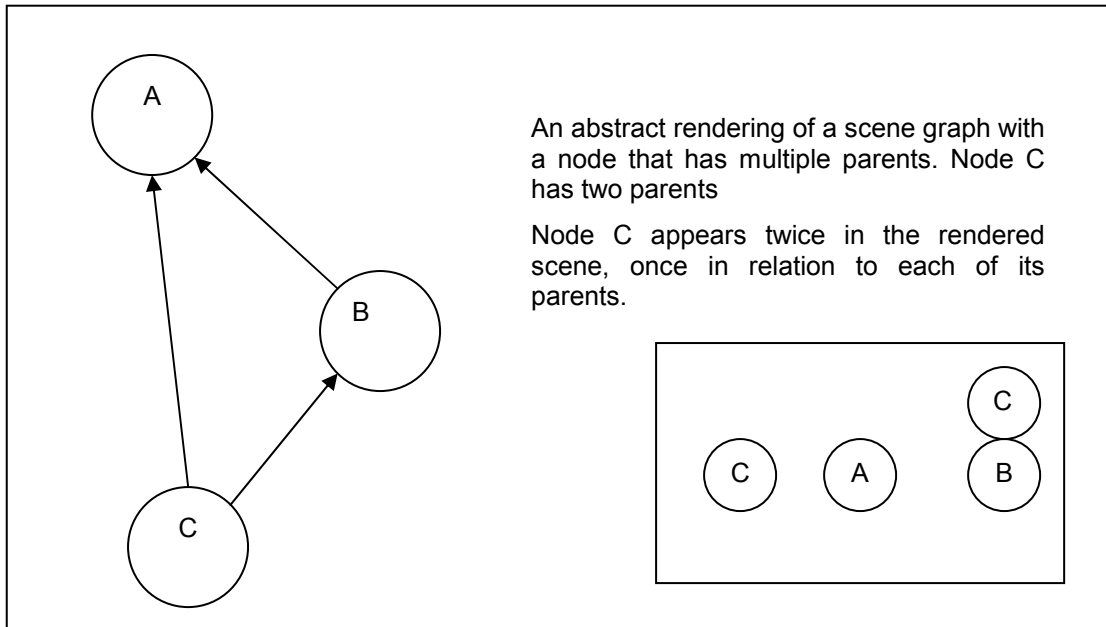 A
An abstract rendering of a scene graph with
a node that has multiple parents. Node C
has two parents
Node C appears twice in the rendered
scene, once in relation to each of its
parents.
B
C
C
C A B